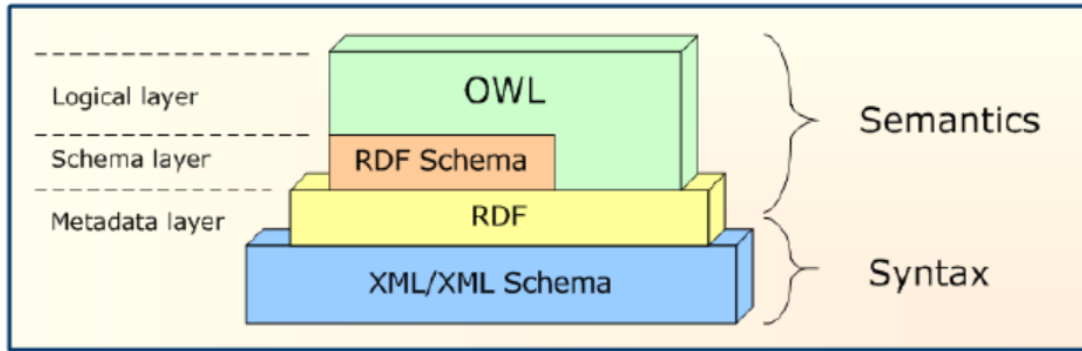 Logical layer
OWL
Semantics
Schema layer
RDF Schema
Metadata layer
RDF
XML/XML Schema
Syntax